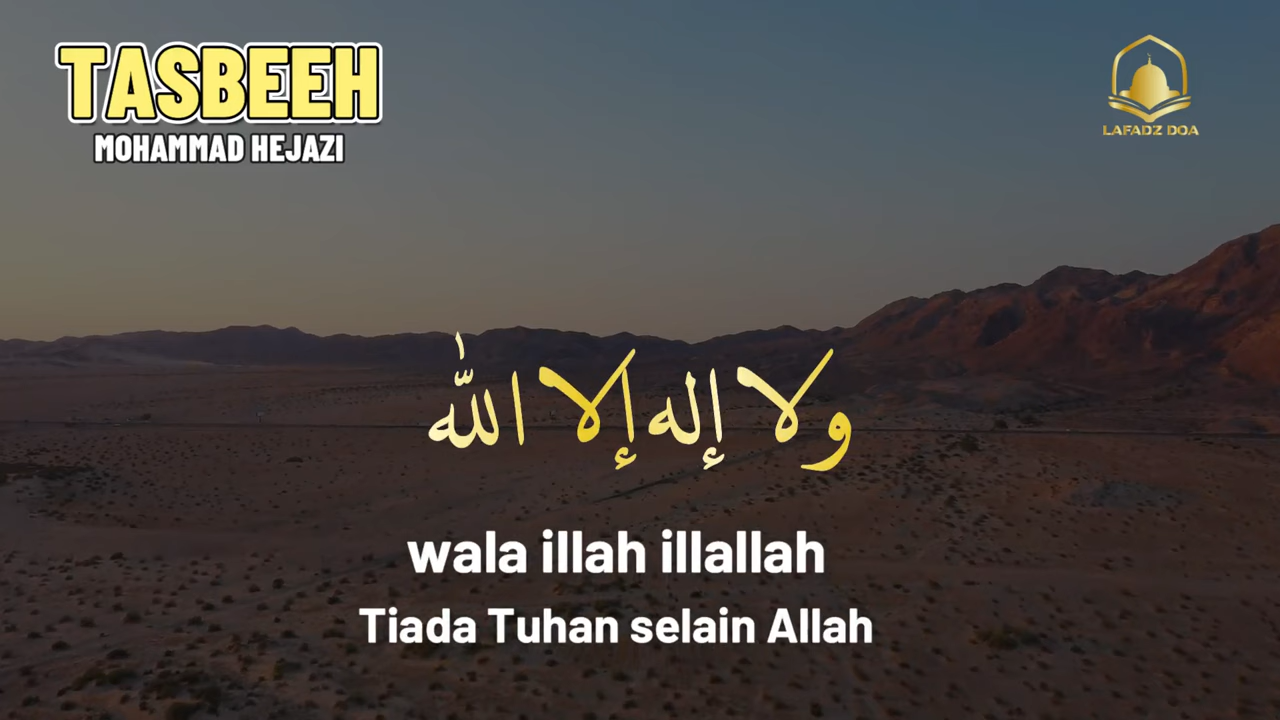 TASBEEH
MOHAMMAD HEJAZI
LAFADZ DOA
ولا إله إلا الله
wala illah illallah
Tiada Tuhan selain Allah